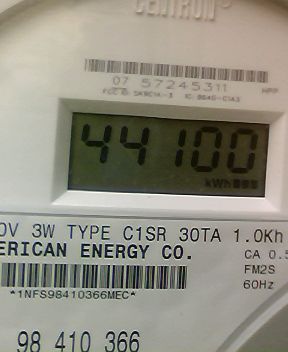 CENTRON
07 57245311
44100
kWh
0V 3W TYPE C1SR 30TA 1.0Kh
ERICAN ENERGY CO.
CA 0.5
FM2S
*1NFS98410366MEC*
60Hz
98 410 366